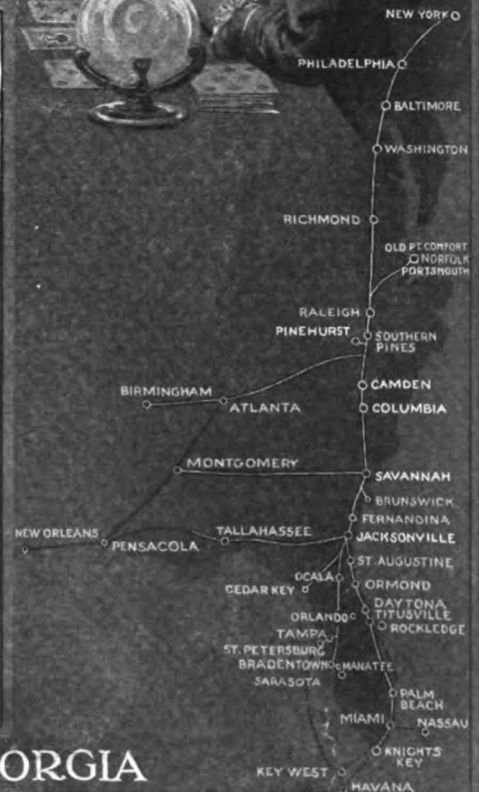 NEW YORK
PHILADELPHIA
BALTIMORE
WASHINGTON
RICHMOND
OLD PT. COMFORT
NORFOLK
PORTSMOUTH
RALEIGH
PINEHURST
SOUTHERN
PINES
CAMDEN
BIRMINGHAM
ATLANTA
COLUMBIA
MONTGOMERY
SAVANNAH
BRUNSWICK
FERNANDINA
NEW ORLEANS
PENSACOLA
TALLAHASSEE
JACKSONVILLE
ST. AUGUSTINE
OCALA
CEDAR KEY
ORMOND
DAYTONA
TITUSVILLE
ORLANDO
ROCKLEDGE
TAMPA
ST. PETERSBURG
BRADENTOWN
MANATEE
SARASOTA
PALM
BEACH
MIAMI
NASSAU
KNIGHTS
KEY
KEY WEST
HAVANA
ORGIA